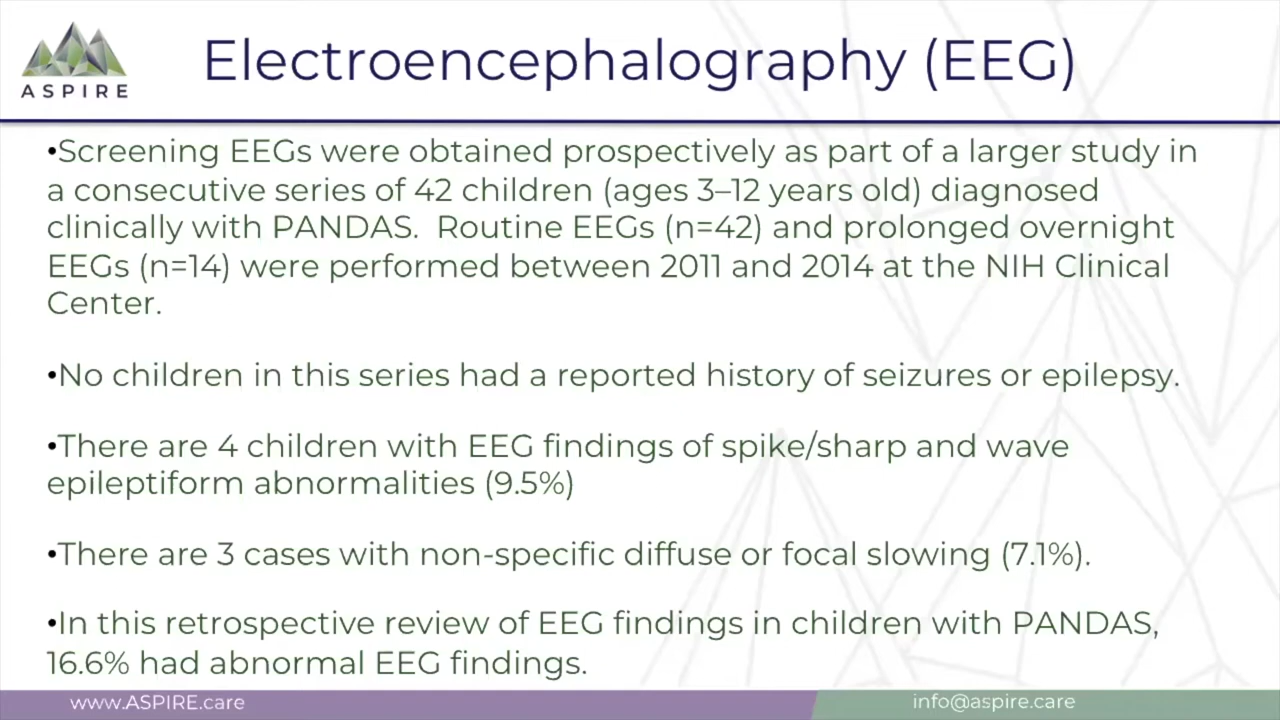 ASPIRE
Electroencephalography (EEG)
•Screening EEGs were obtained prospectively as part of a larger study in
a consecutive series of 42 children (ages 3–12 years old) diagnosed
clinically with PANDAS.  Routine EEGs (n=42) and prolonged overnight
EEGs (n=14) were performed between 2011 and 2014 at the NIH Clinical
Center.
•No children in this series had a reported history of seizures or epilepsy.
•There are 4 children with EEG findings of spike/sharp and wave
epileptiform abnormalities (9.5%)
•There are 3 cases with non-specific diffuse or focal slowing (7.1%).
•In this retrospective review of EEG findings in children with PANDAS,
16.6% had abnormal EEG findings.
www.ASPIRE.care
info@aspire.care